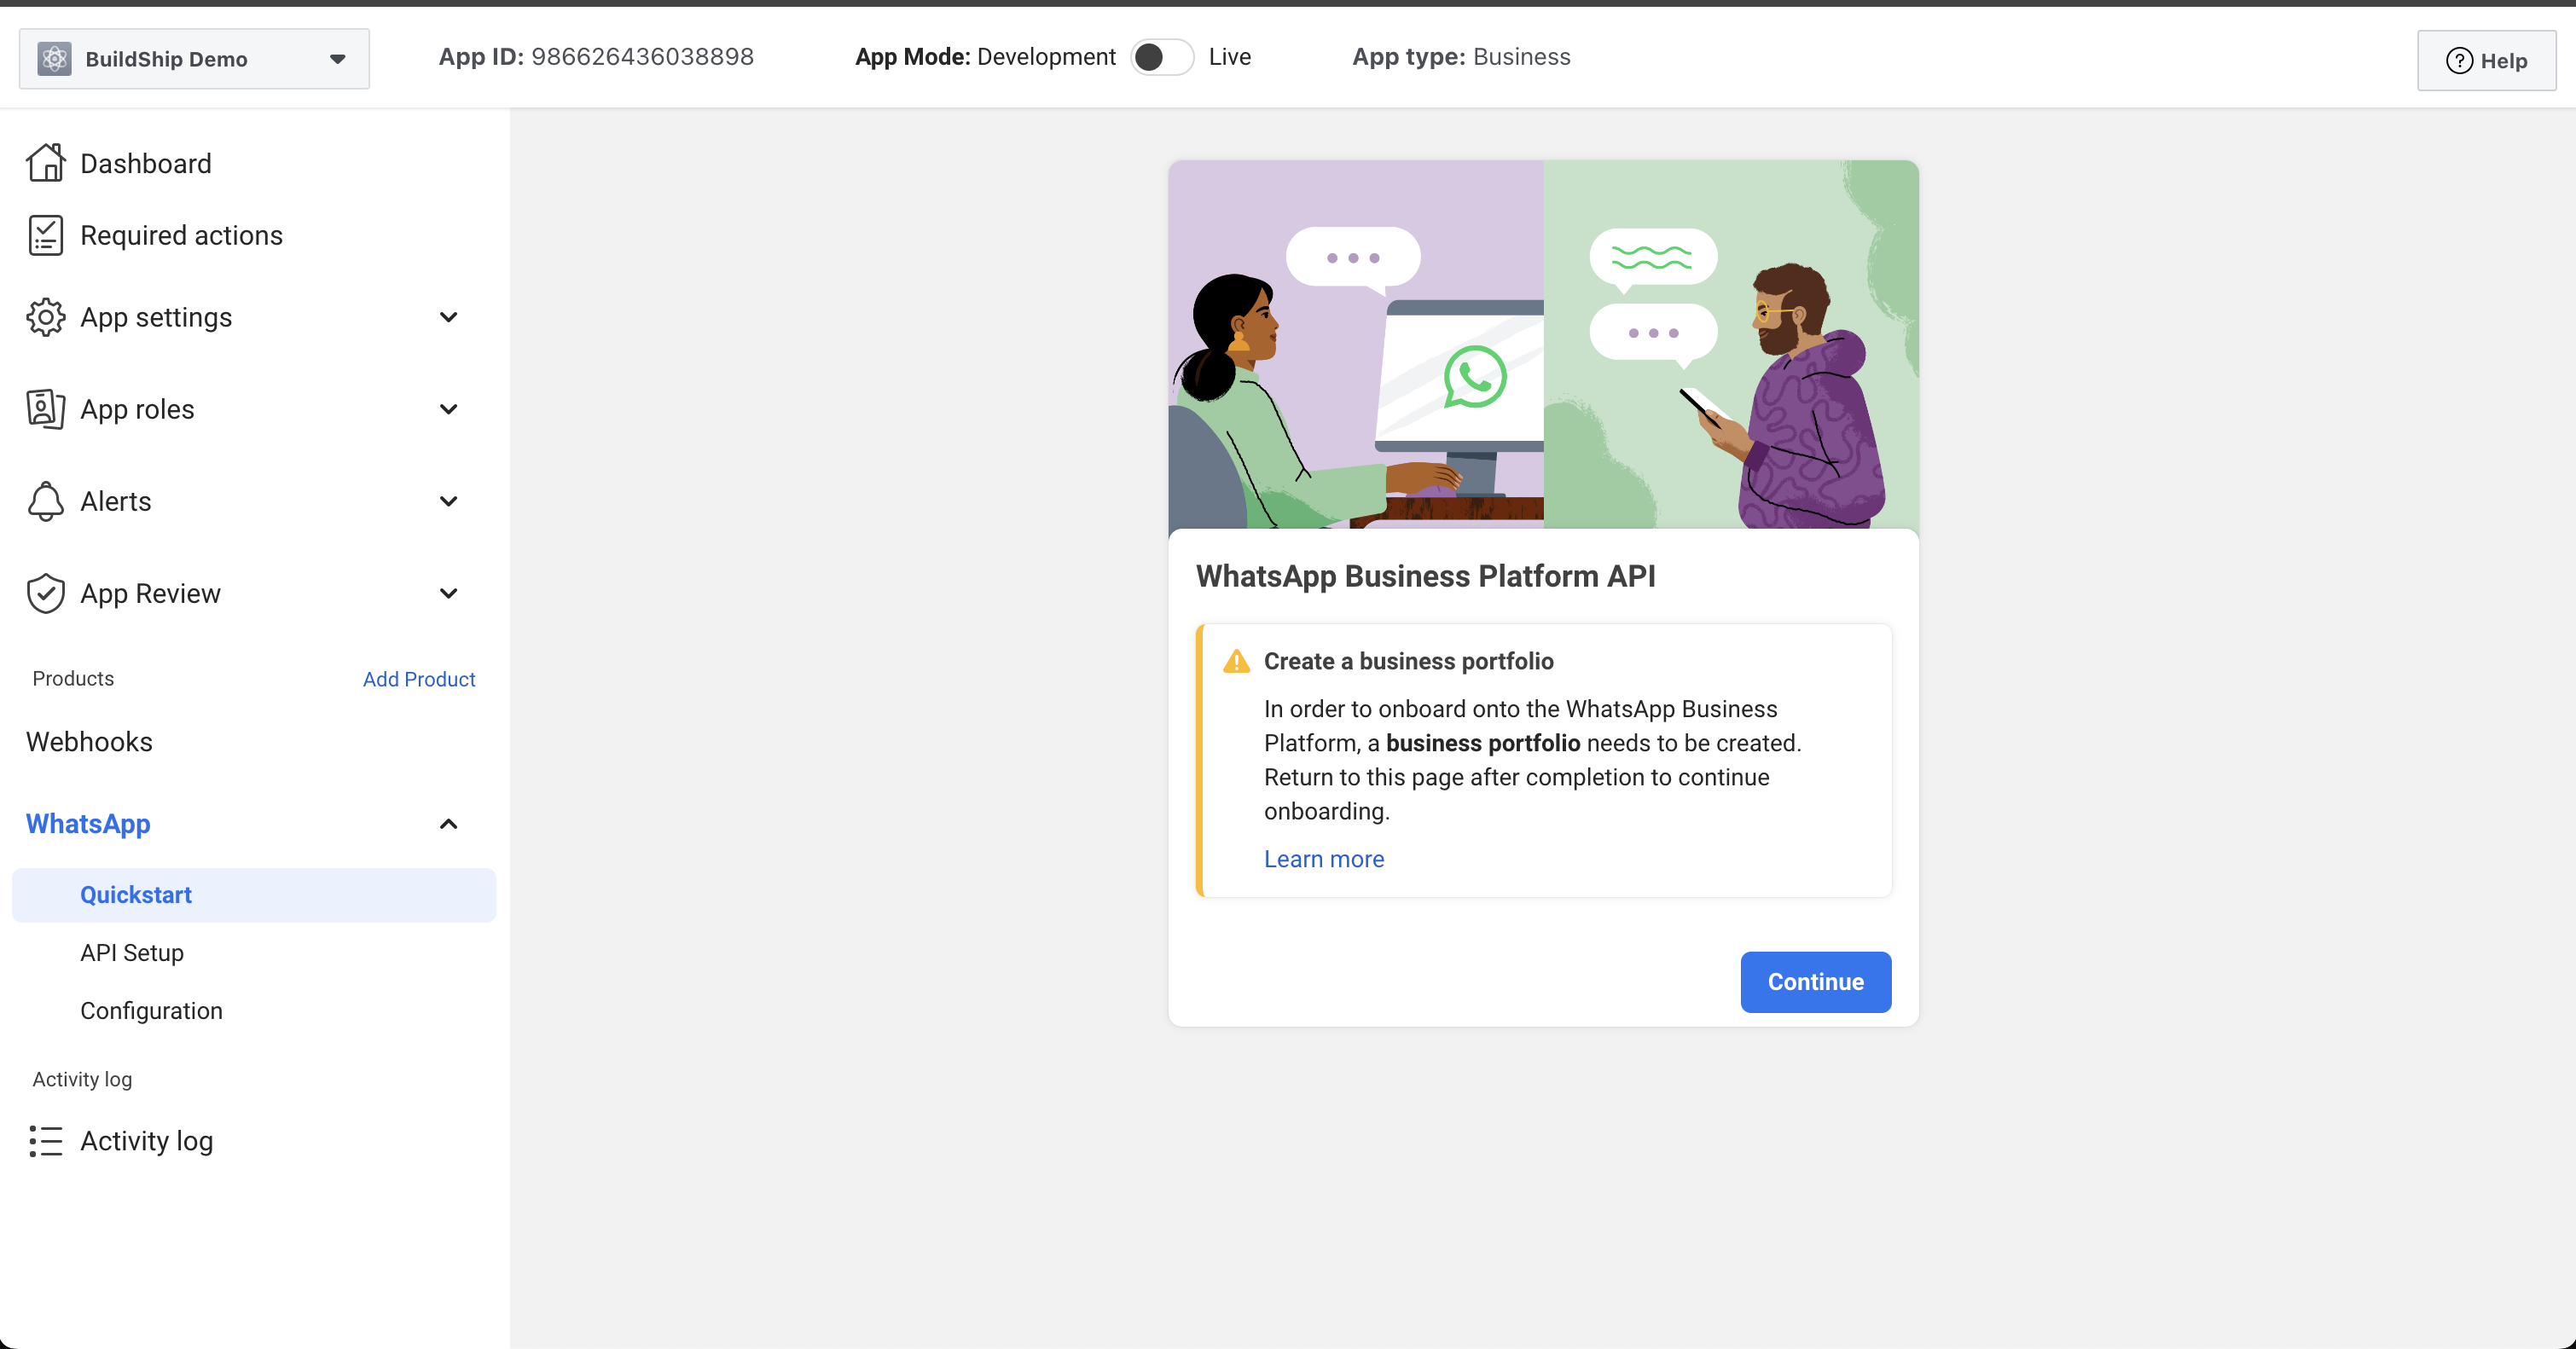 BuildShip Demo
App ID: 986626436038898
App Mode: Development
Live
App type: Business
? Help
Dashboard
Required actions
App settings
App roles
Alerts
App Review
Products
Add Product
Webhooks
WhatsApp
Quickstart
API Setup
Configuration
Activity log
Activity log
WhatsApp Business Platform API
Create a business portfolio
In order to onboard onto the WhatsApp Business
Platform, a business portfolio needs to be created.
Return to this page after completion to continue
onboarding.
Learn more
Continue